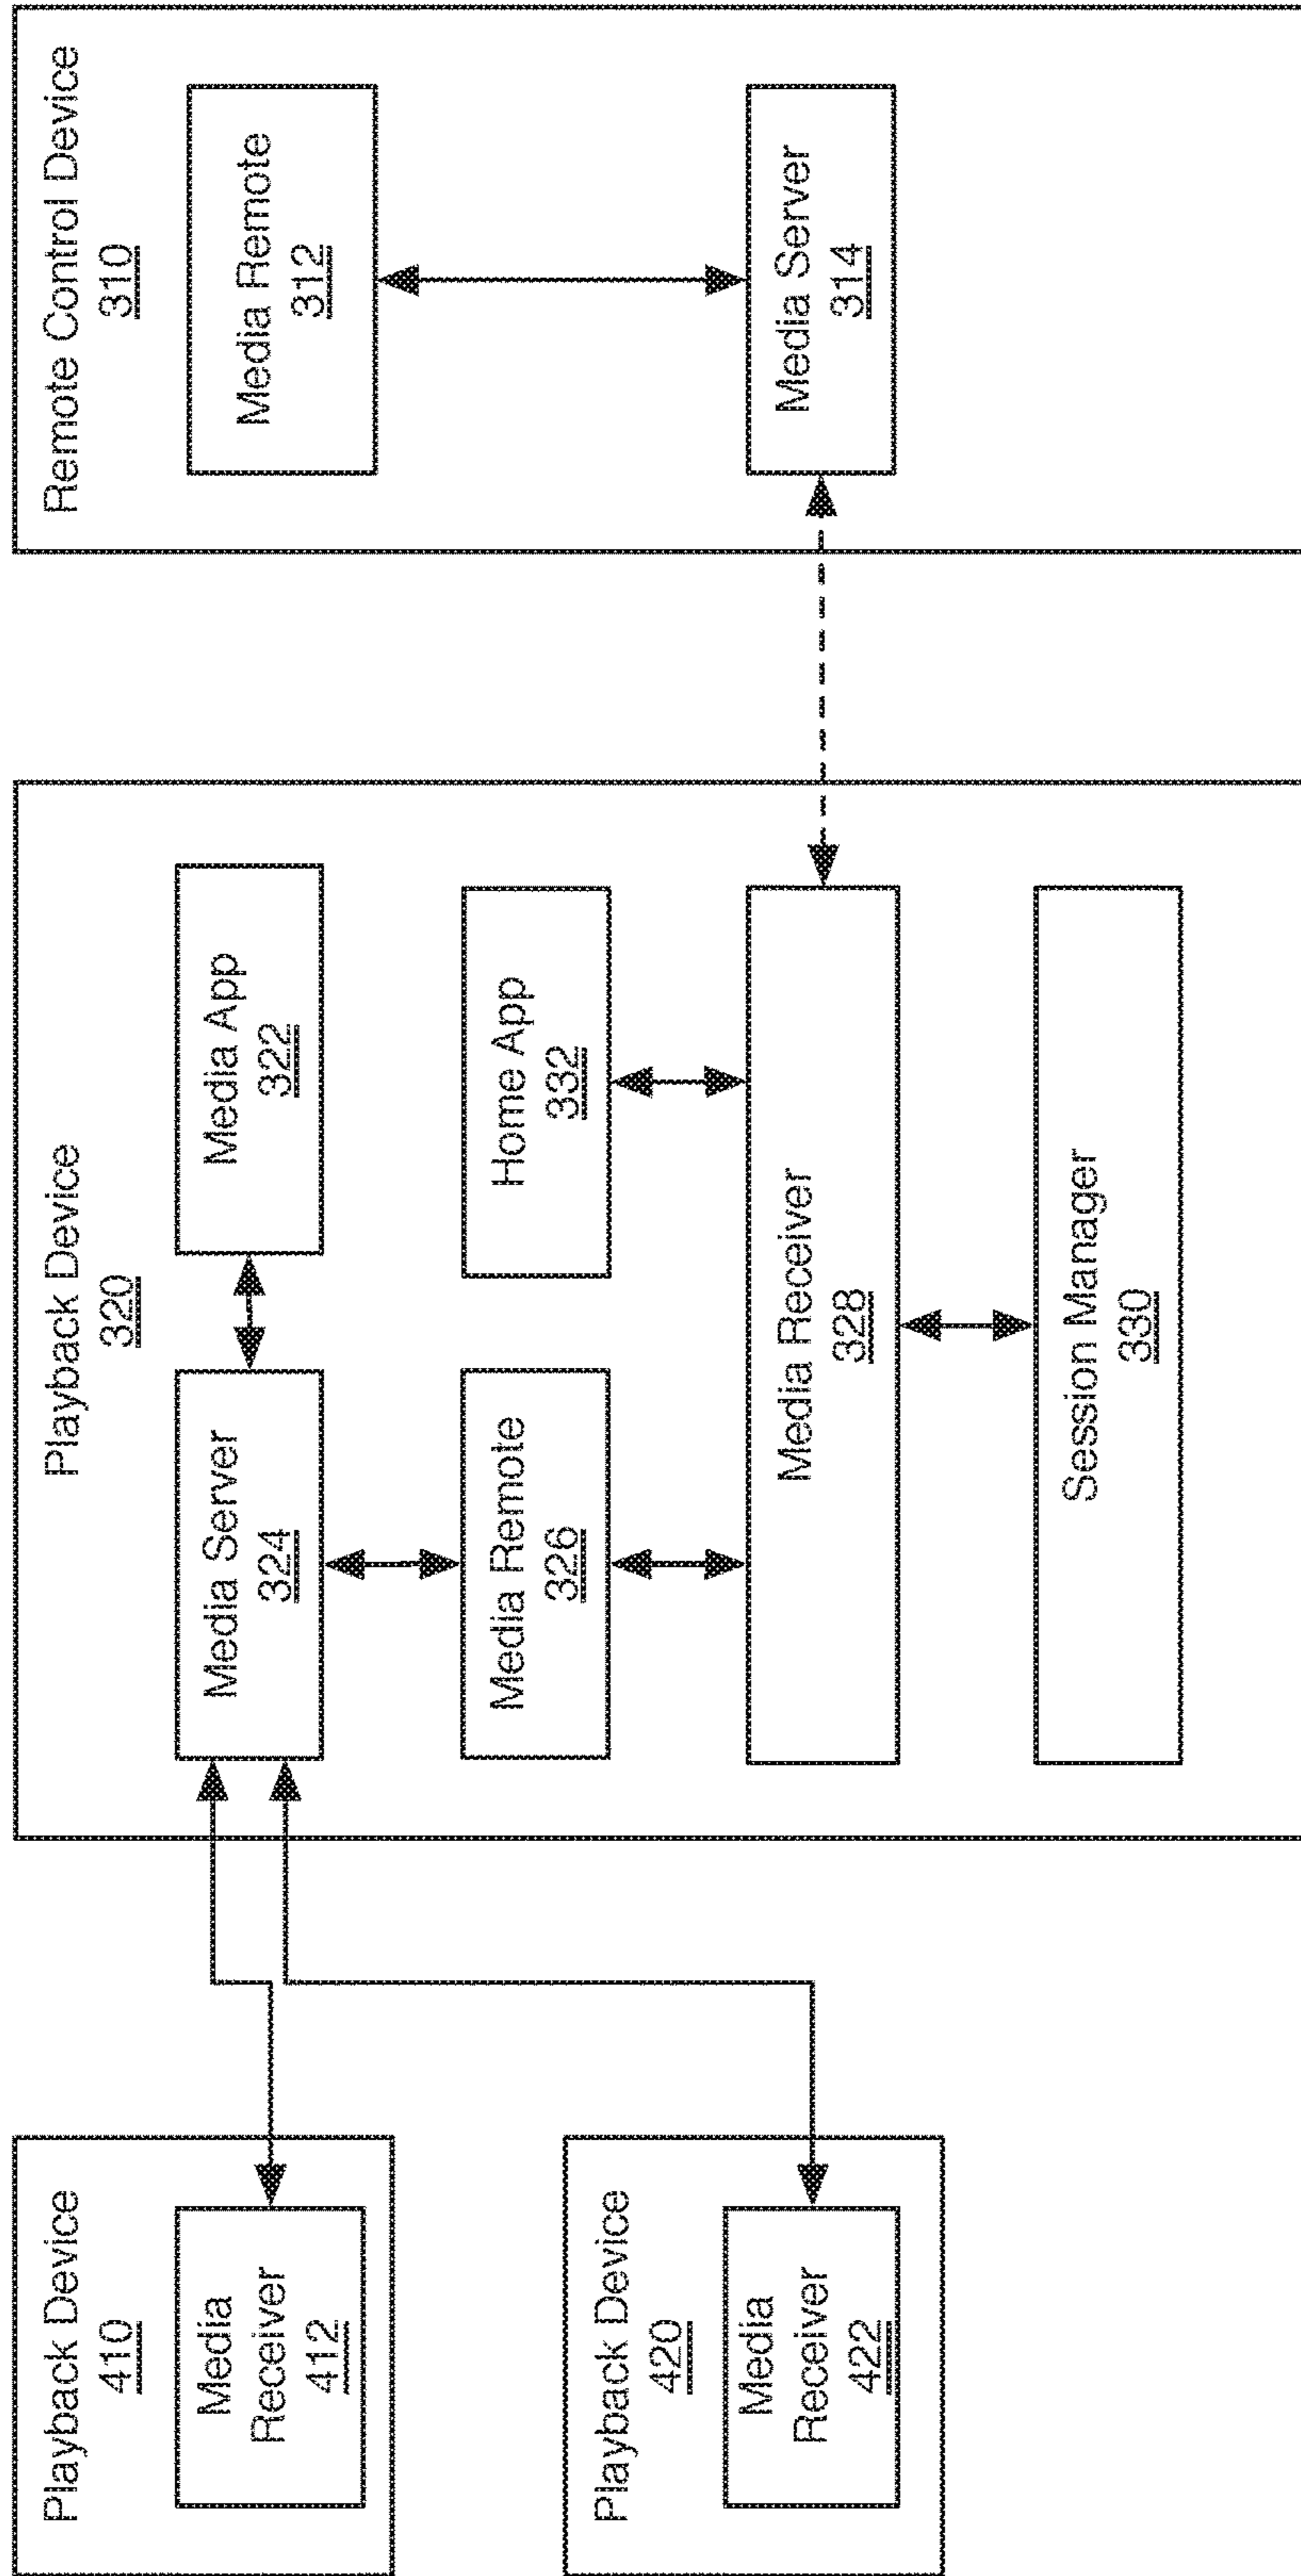 Playback Device
410
Media
Receiver
412
Playback Device
420
Media
Receiver
422
Playback Device
320
Media Server
324
Media App
322
Media Remote
326
Home App
332
Media Receiver
328
Session Manager
330
Remote Control Device
310
Media Remote
312
Media Server
314